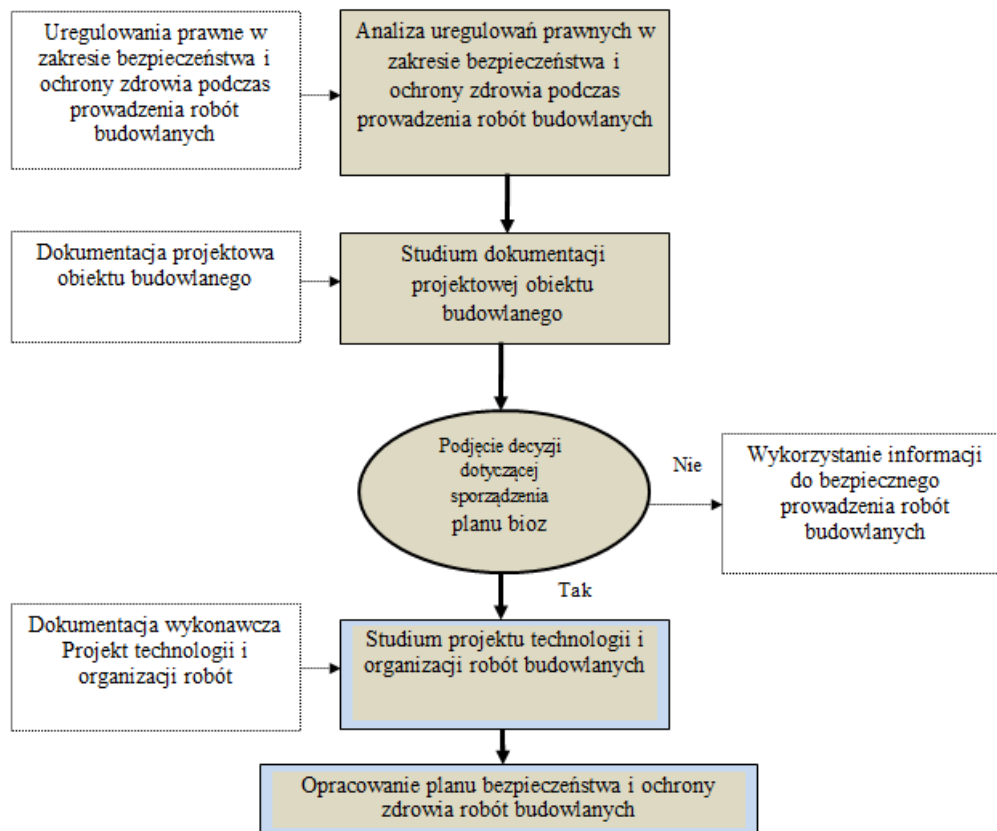 Uregulowania prawne w
zakresie bezpieczeństwa i
ochrony zdrowia podczas
prowadzenia robót
budowlanych
Analiza uregulowań prawnych w
zakresie bezpieczeństwa i
ochrony zdrowia podczas
prowadzenia robót budowlanych
Dokumentacja projektowa
obiektu budowlanego
Studium dokumentacji
projektowej obiektu
budowlanego
Podjęcie decyzji
dotyczącej
sporządzenia
planu bioz
Nie
Wykorzystanie informacji
do bezpiecznego
prowadzenia robót
budowlanych
Tak
Dokumentacja wykonawcza
Projekt technologii i
organizacji robót
Studium projektu technologii i
organizacji robót budowlanych
Opracowanie planu bezpieczeństwa i ochrony
zdrowia robót budowlanych